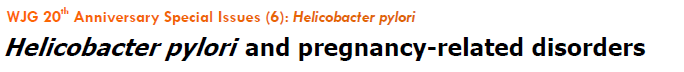 WJG 20th Anniversary Special Issues (6): Helicobacter pylori
Helicobacter pylori and pregnancy-related disorders